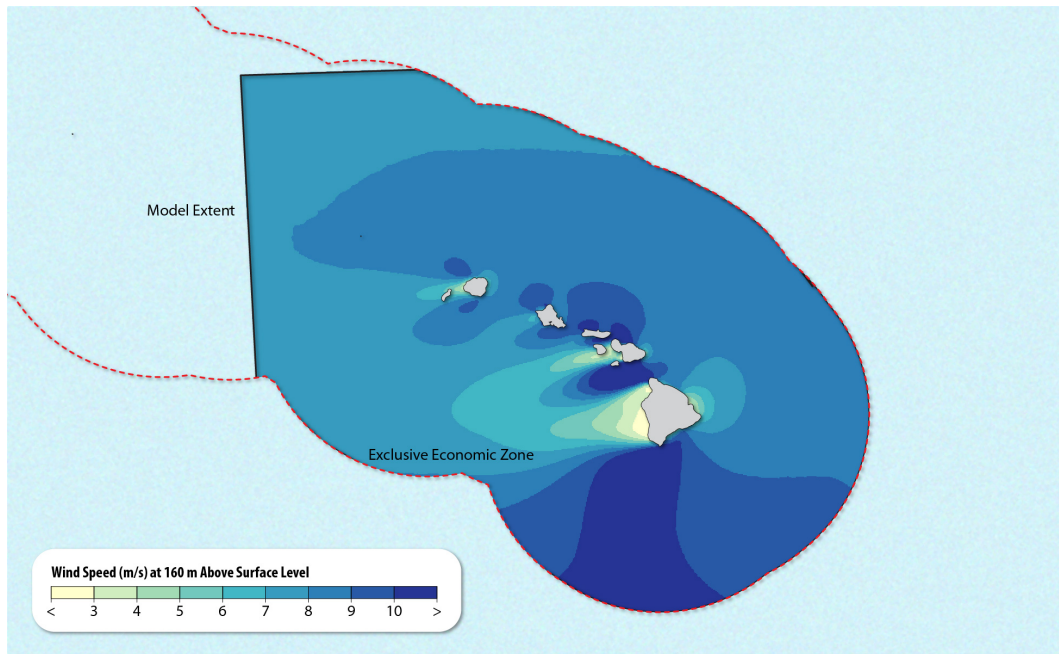 Model Extent
Exclusive Economic Zone
Wind Speed (m/s) at 160 m Above Surface Level
< 3 4 5 6 7 8 9 10 >